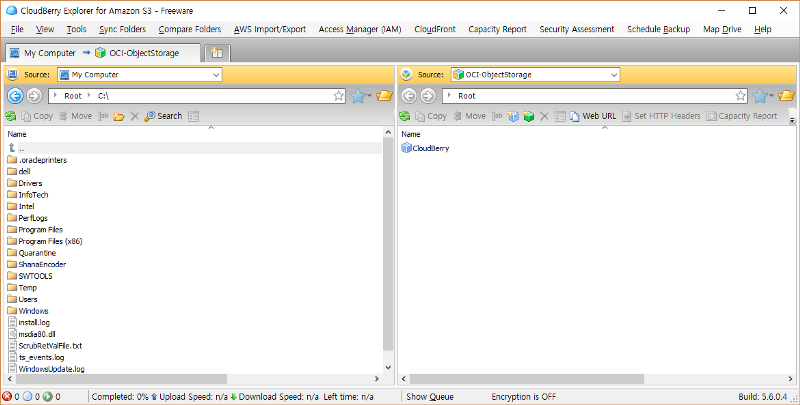 CloudBerry Explorer for Amazon S3 - Freeware
File View Tools Sync Folders Compare Folders AWS Import/Export Access Manager (IAM) CloudFront Capacity Report Security Assessment Schedule Backup Map Drive Help
My Computer → OCI-ObjectStorage
Source: My Computer
Root C:\
Copy Move Search
Name
..
.oracleprinters
dell
Drivers
InfoTech
Intel
PerfLogs
Program Files
Program Files (x86)
Quarantine
ShanaEncoder
SWTOOLS
Temp
Users
Windows
install.log
msdia80.dll
ScrubRetValFile.txt
ts_events.log
WindowsUpdate.log
Source: OCI-ObjectStorage
Root
Copy Move Web URL Set HTTP Headers Capacity Report
Name
CloudBerry
0 0 0 Completed: 0% Upload Speed: n/a Download Speed: n/a Left time: n/a Show Queue Encryption is OFF Build: 5.6.0.4